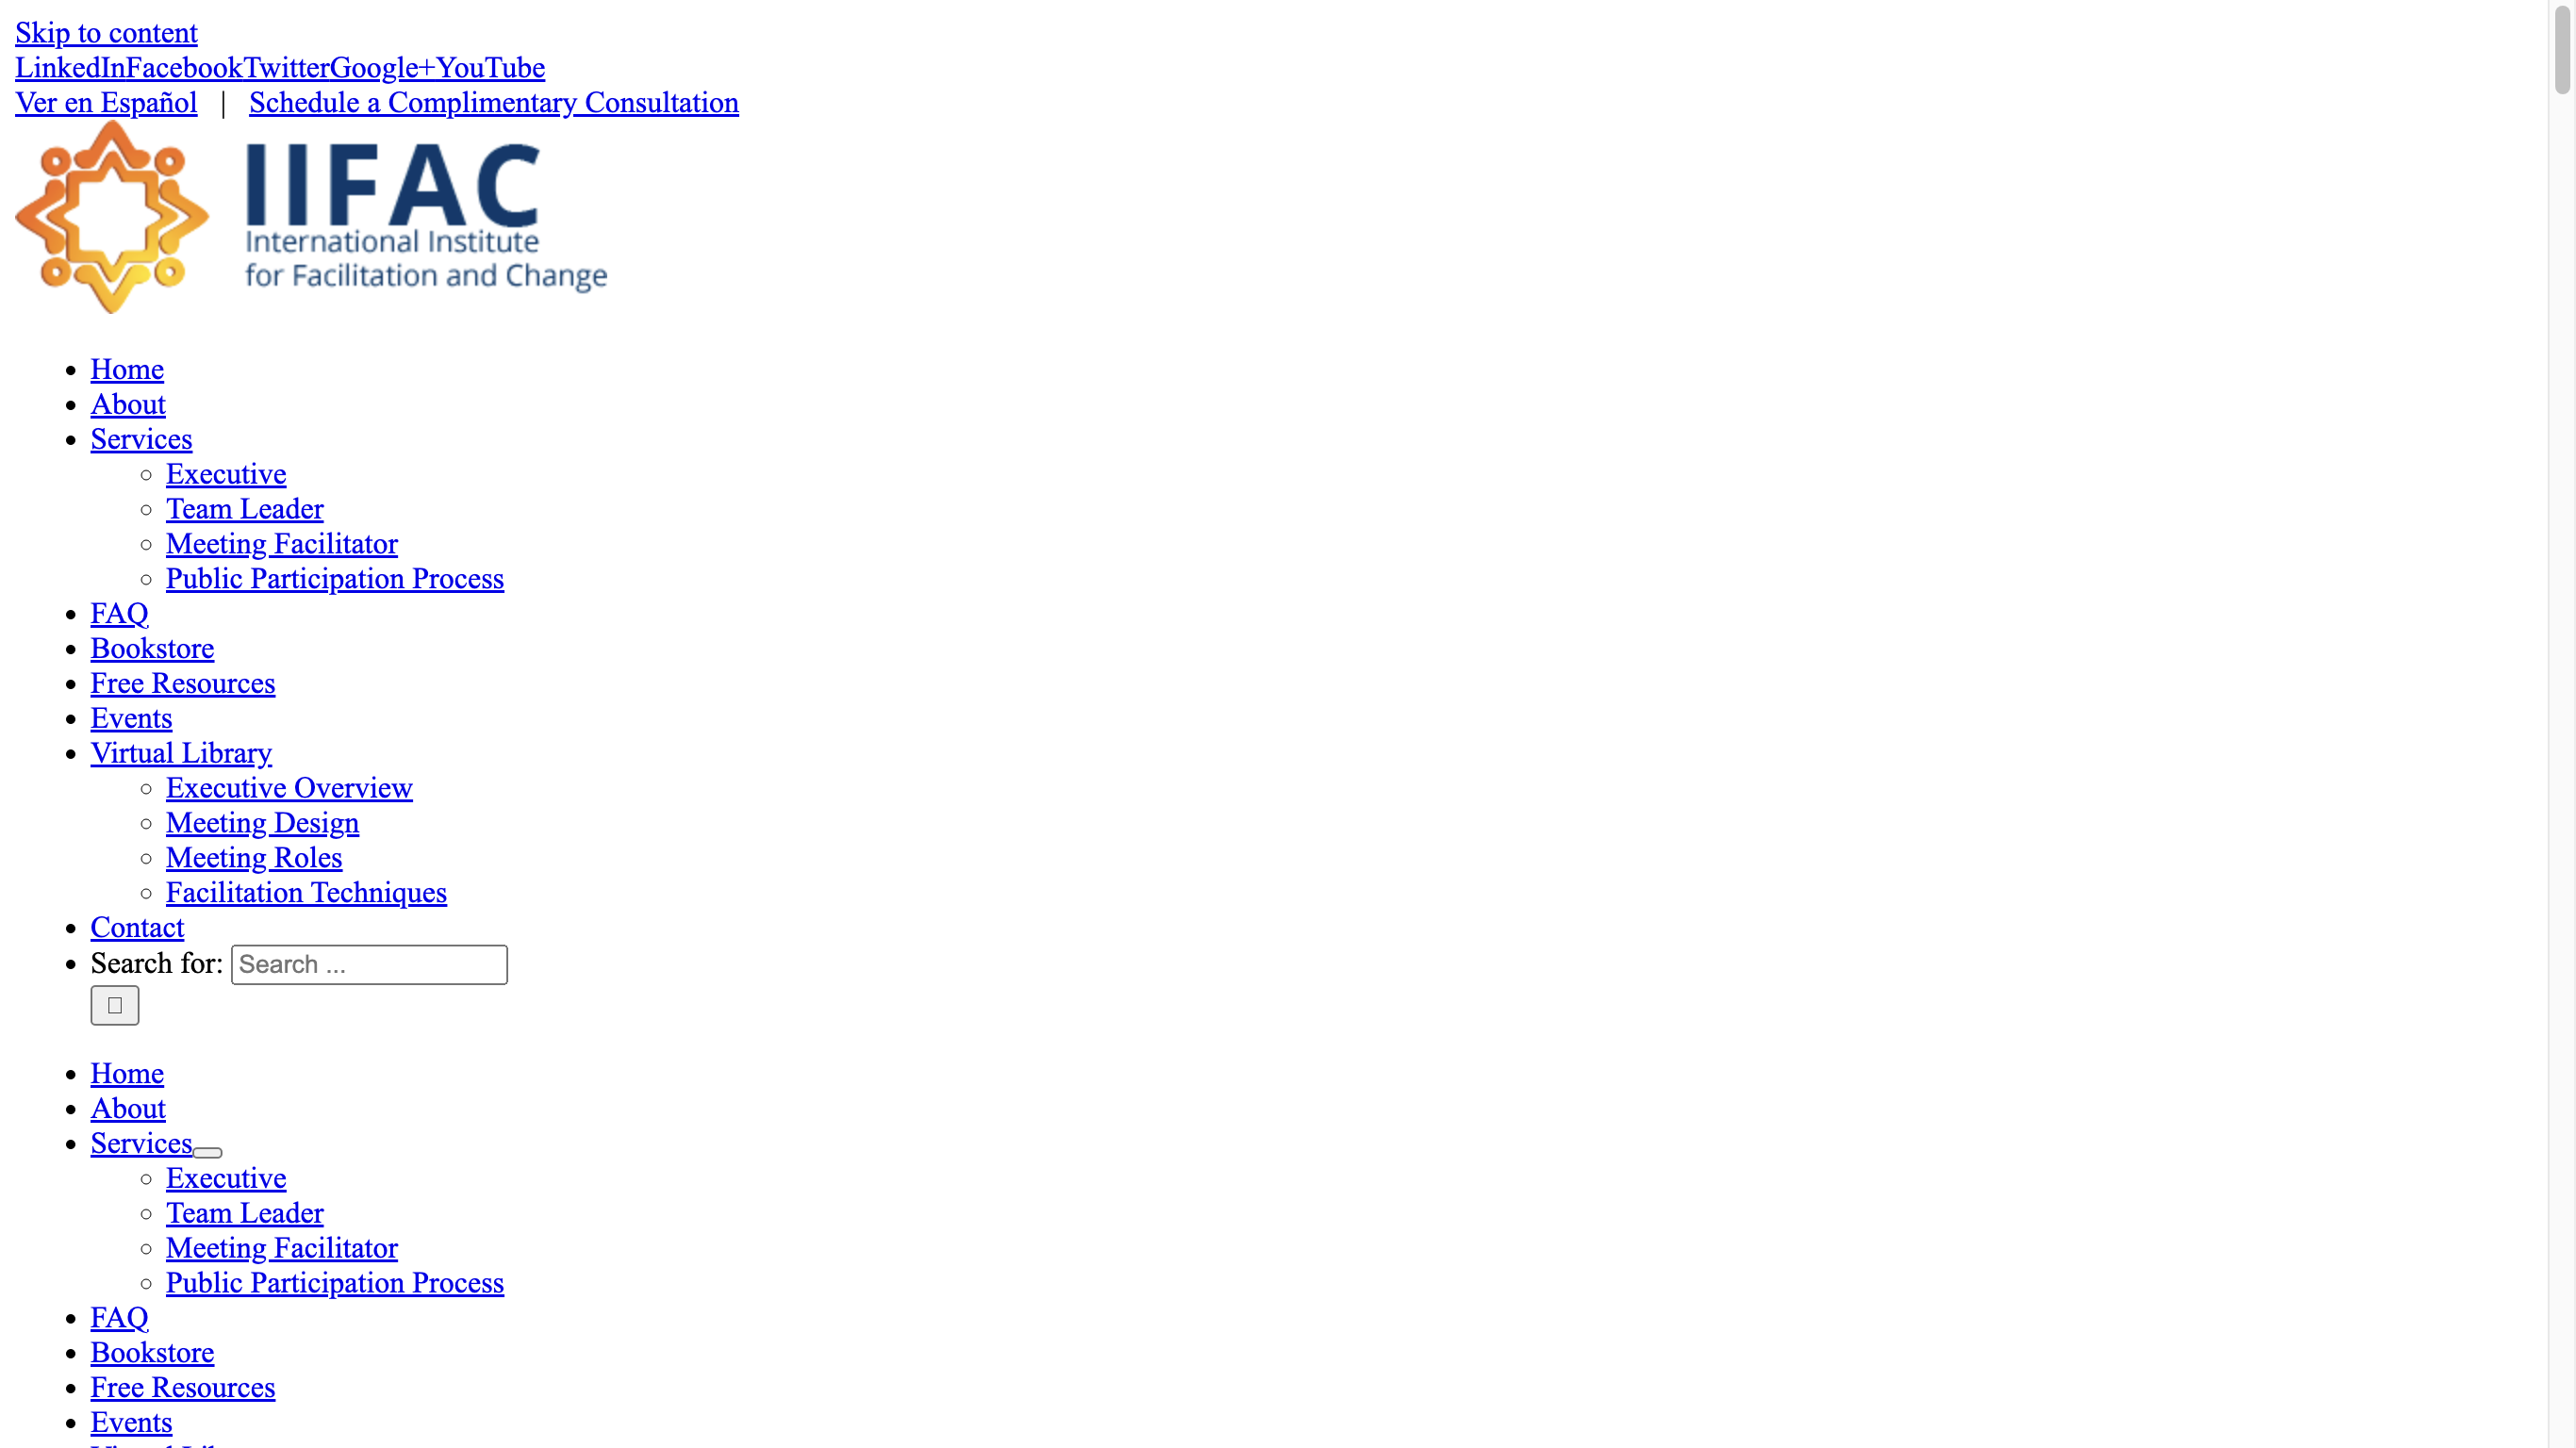 Skip to content
LinkedInFacebookTwitterGoogle+YouTube
Ver en Español | Schedule a Complimentary Consultation
IIFAC
International Institute
for Facilitation and Change
Home
About
Services
Executive
Team Leader
Meeting Facilitator
Public Participation Process
FAQ
Bookstore
Free Resources
Events
Virtual Library
Executive Overview
Meeting Design
Meeting Roles
Facilitation Techniques
Contact
Search for: Search ...
Home
About
Services
Executive
Team Leader
Meeting Facilitator
Public Participation Process
FAQ
Bookstore
Free Resources
Events